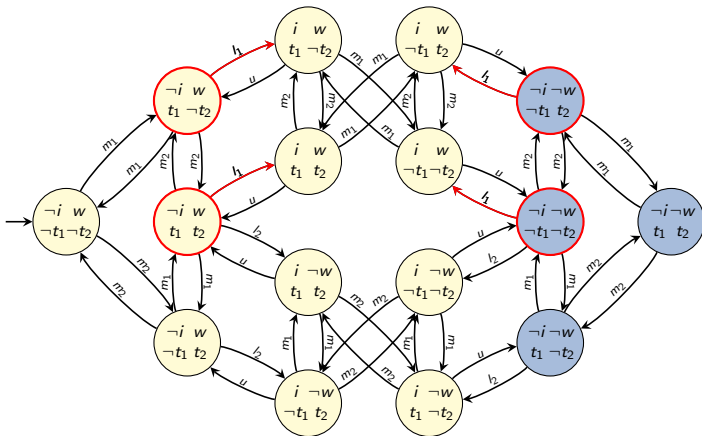 i w
t₁ ¬t₂
i w
¬t₁ t₂
l₁
m₁
m₁
u
u
¬i w
t₁ ¬t₂
m₂
m₂
m₂
m₂
l₁
¬i ¬w
¬t₁ t₂
m₁
m₁
m₂
m₂
l₁
i w
t₁ t₂
m₁
m₁
i w
¬t₁ ¬t₂
u
u
m₂
m₂
l₁
m₁
m₁
¬i w
¬t₁ ¬t₂
¬i w
t₁ t₂
¬i ¬w
¬t₁ ¬t₂
¬i ¬w
t₁ t₂
m₂
m₂
l₂
u
u
l₂
m₁
m₁
i ¬w
t₁ t₂
i ¬w
¬t₁ ¬t₂
m₁
m₁
m₂
m₂
¬i w
¬t₁ t₂
m₁
m₁
m₂
m₂
m₁
m₁
¬i ¬w
t₁ ¬t₂
l₂
u
m₂
m₂
u
l₂
i ¬w
¬t₁ t₂
i ¬w
t₁ ¬t₂